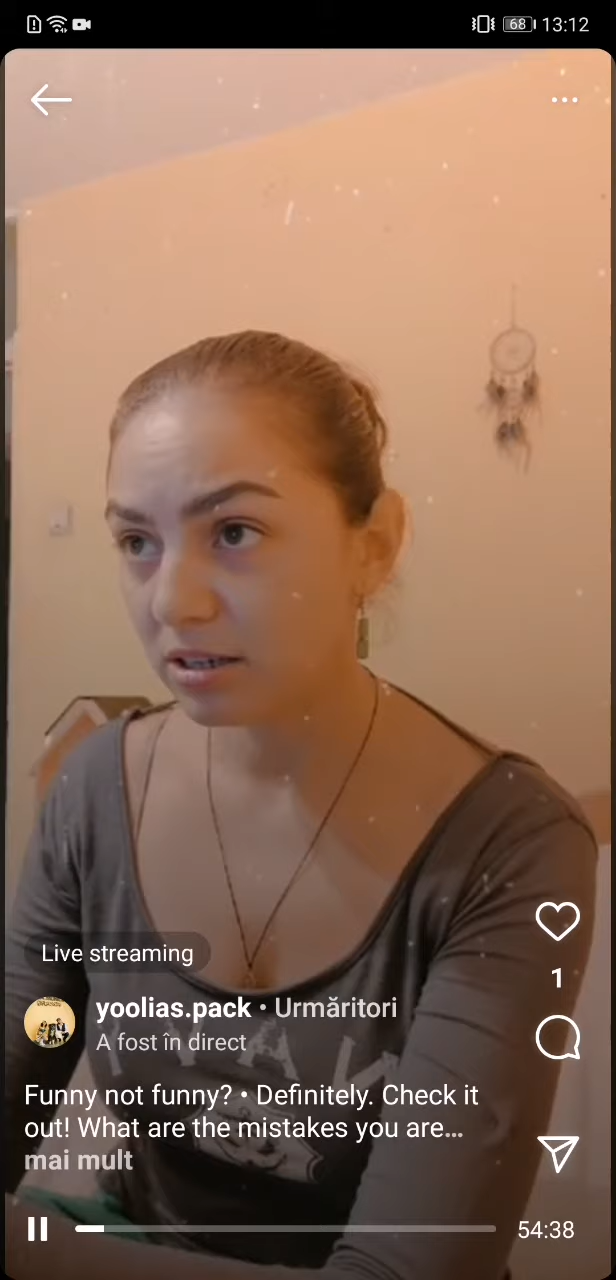 68 13:12
Live streaming
yoolias.pack • Urmăritori
A fost în direct
Funny not funny? • Definitely. Check it
out! What are the mistakes you are...
mai mult
1
54:38